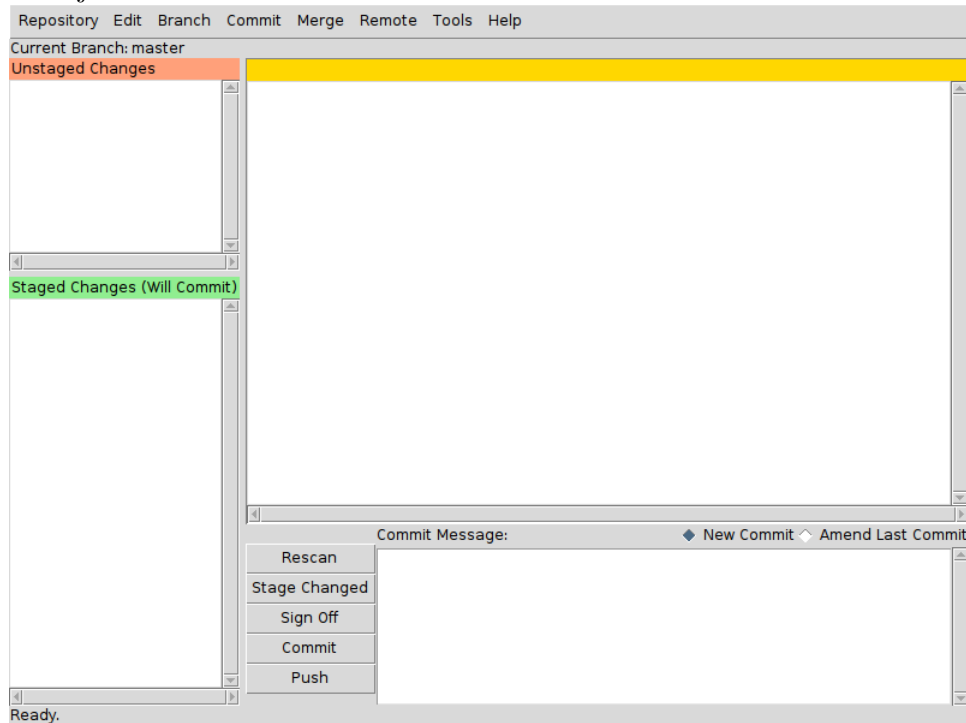 Repository Edit Branch Commit Merge Remote Tools Help
Current Branch: master
Unstaged Changes
Staged Changes (Will Commit)
Commit Message:
New Commit
Amend Last Commit
Rescan
Stage Changed
Sign Off
Commit
Push
Ready.